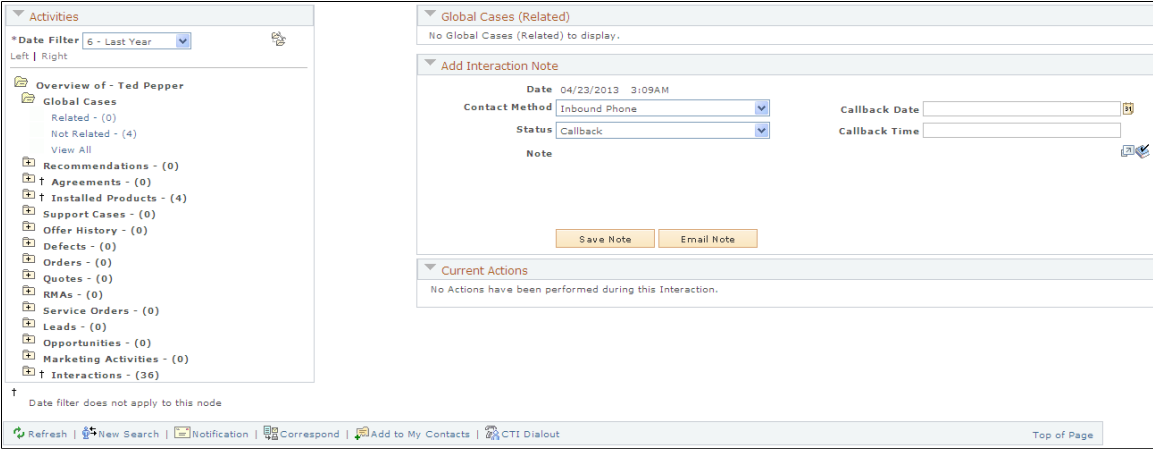 Activities
*Date Filter 6 - Last Year
Left | Right
Overview of - Ted Pepper
Global Cases
Related - (0)
Not Related - (4)
View All
Recommendations - (0)
† Agreements - (0)
† Installed Products - (4)
Support Cases - (0)
Offer History - (0)
Defects - (0)
Orders - (0)
Quotes - (0)
RMAs - (0)
Service Orders - (0)
Leads - (0)
Opportunities - (0)
Marketing Activities - (0)
† Interactions - (36)
†
Date filter does not apply to this node
Global Cases (Related)
No Global Cases (Related) to display.
Add Interaction Note
Date 04/23/2013 3:09AM
Contact Method Inbound Phone
Callback Date
31
Status Callback
Callback Time
Note
Save Note
Email Note
Current Actions
No Actions have been performed during this Interaction.
Refresh | New Search | Notification | Correspond | Add to My Contacts | CTI Dialout
Top of Page